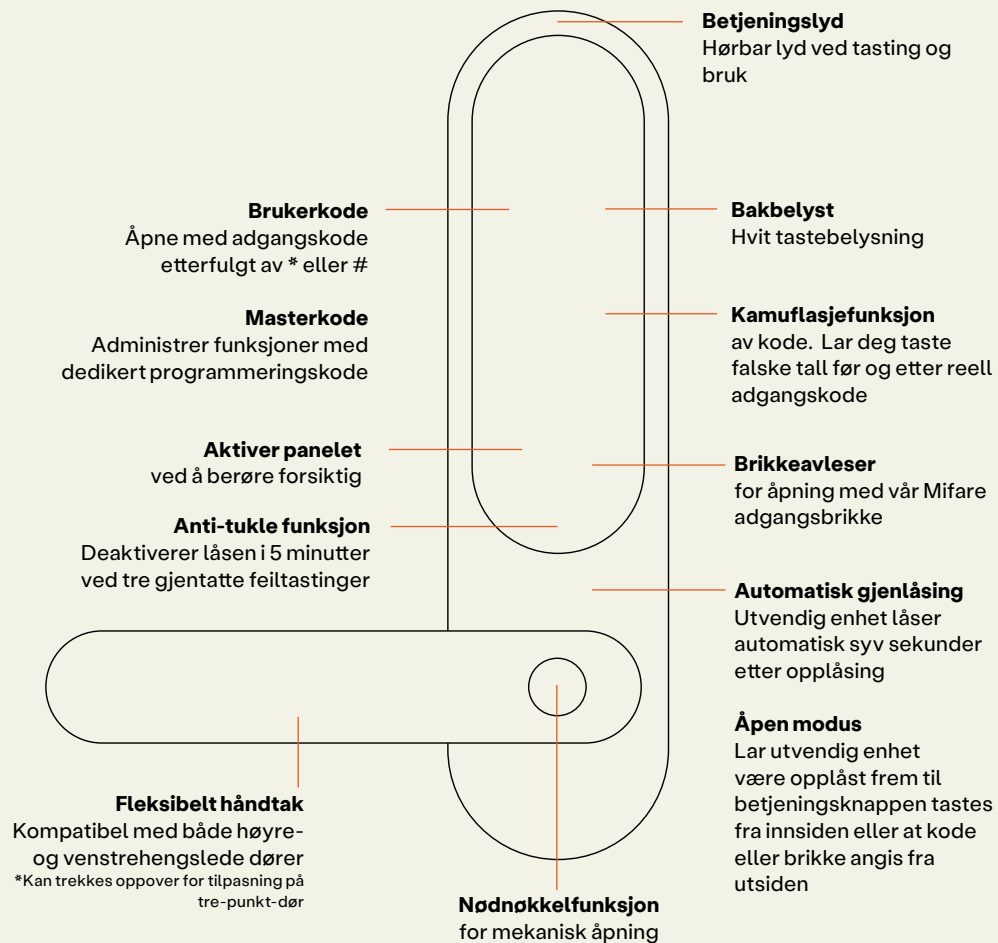 Betjeningslyd
Hørbar lyd ved tasting og
bruk
Brukerkode
Åpne med adgangskode
etterfulgt av * eller #
Masterkode
Administrer funksjoner med
dedikert programmeringskode
Aktiver panelet
ved å berøre forsiktig
Anti-tukle funksjon
Deaktiverer låsen i 5 minutter
ved tre gjentatte feiltastinger
Bakbelyst
Hvit tastebelysning
Kamuflasjefunksjon
av kode. Lar deg taste
falske tall før og etter reell
adgangskode
Brikkeavleser
for åpning med vår Mifare
adgangsbrikke
Automatisk gjenlåsing
Utvendig enhet låser
automatisk syv sekunder
etter opplåsing
Åpen modus
Lar utvendig enhet
være opplåst frem til
betjeningsknappen tastes
fra innsiden eller at kode
eller brikke angis fra
utsiden
Fleksibelt håndtak
Kompatibel med både høyre-
og venstrehengslede dører
*Kan trekkes oppover for tilpasning på
tre-punkt-dør
Nødnøkkelfunksjon
for mekanisk åpning